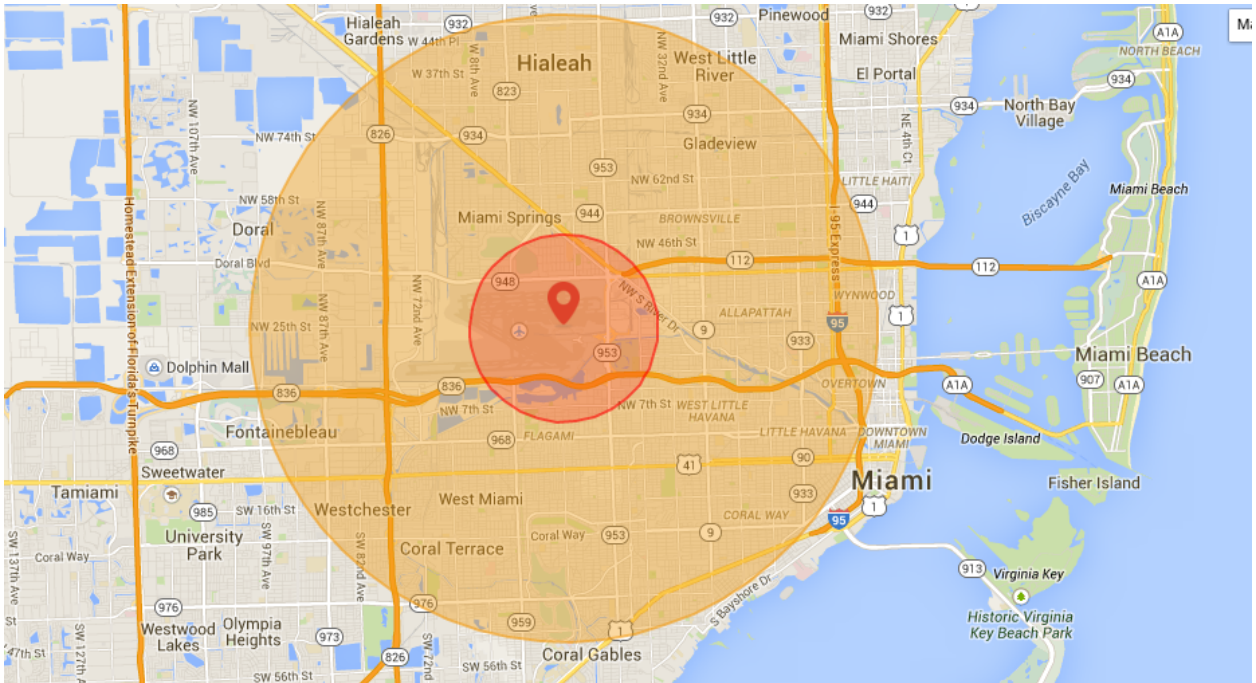 932
Hialeah
Gardens
W 44th Pl
932
Pinewood
932
A1A
Ma
W 8th Ave
Hialeah
NW 32nd Ave
West Little
River
Miami Shores
NORTH BEACH
W 37th St
823
El Portal
934
NW 107th Ave
NW 74th St
826
934
934
934
North Bay
Village
NE 4th Ct
Gladeview
953
NW 62nd St
LITTLE HAITI
Miami Beach
NW 58th St
Miami Springs
944
BROWNSVILLE
944
Biscayne Bay
Homestead Extension of Florida's Turnpike
Doral
NW 87th Ave
NW 46th St
I-95 Express
1
Doral Blvd
948
112
112
A1A
NW 72nd Ave
NW S River Dr
WYNWOOD
NW 25th St
NW 87th Ave
9
ALLAPATTAH
95
1
953
933
Miami Beach
Dolphin Mall
836
836
OVERTOWN
A1A
907
A1A
NW 7th St
NW 7th St
WEST LITTLE
HAVANA
Fontainebleau
968
FLAGAMI
LITTLE HAVANA
DOWNTOWN
MIAMI
Dodge Island
968
Sweetwater
41
90
Miami
Fisher Island
Tamiami
985
SW 16th St
Westchester
West Miami
933
1
University
Park
CORAL WAY
95
SW 137th Ave
Coral Way
SW 97th Ave
SW 82nd Ave
Coral Terrace
Coral Way
953
9
913
Virginia Key
976
976
S Bayshore Dr
Historic Virginia
Key Beach Park
St
Westwood
Lakes
Olympia
Heights
973
959
1
47th St
SW 127th Ave
826
SW 72nd
SW 56th St
Coral Gables
SW 56th St